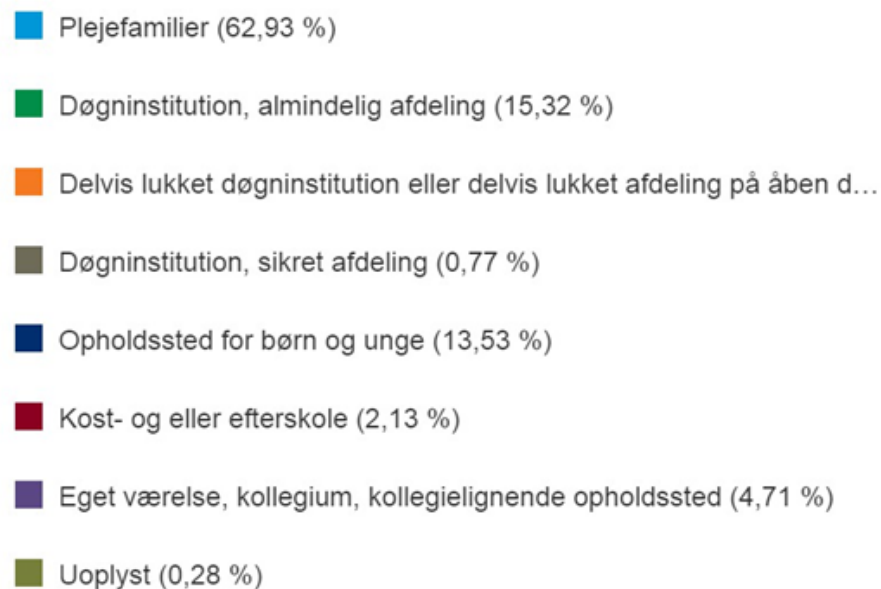 Plejefamilier (62,93 %)
Døgninstitution, almindelig afdeling (15,32 %)
Delvis lukket døgninstitution eller delvis lukket afdeling på åben d…
Døgninstitution, sikret afdeling (0,77 %)
Opholdssted for børn og unge (13,53 %)
Kost- og eller efterskole (2,13 %)
Eget værelse, kollegium, kollegielignende opholdssted (4,71 %)
Uoplyst (0,28 %)